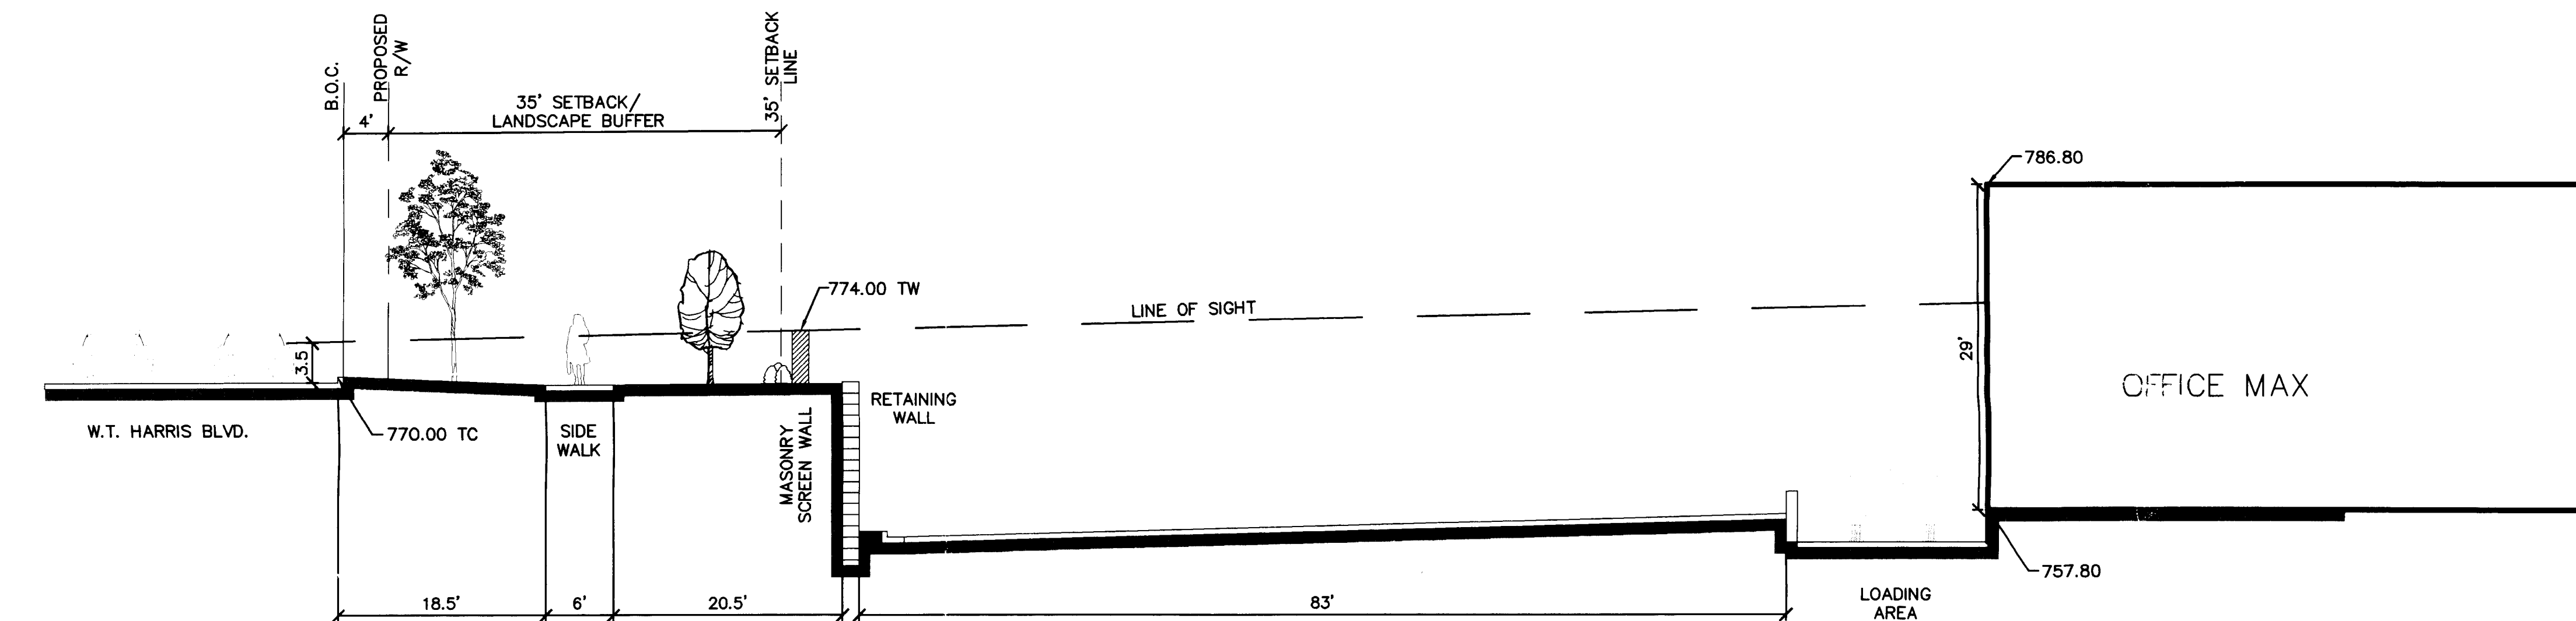 B.O.C.
PROPOSED
R/W
35' SETBACK
LINE
4'
35' SETBACK/
LANDSCAPE BUFFER
786.80
774.00 TW
LINE OF SIGHT
3.5
29'
OFFICE MAX
RETAINING
WALL
W.T. HARRIS BLVD.
770.00 TC
SIDE
WALK
MASONRY
SCREEN WALL
757.80
18.5'
6'
20.5'
83'
LOADING
AREA